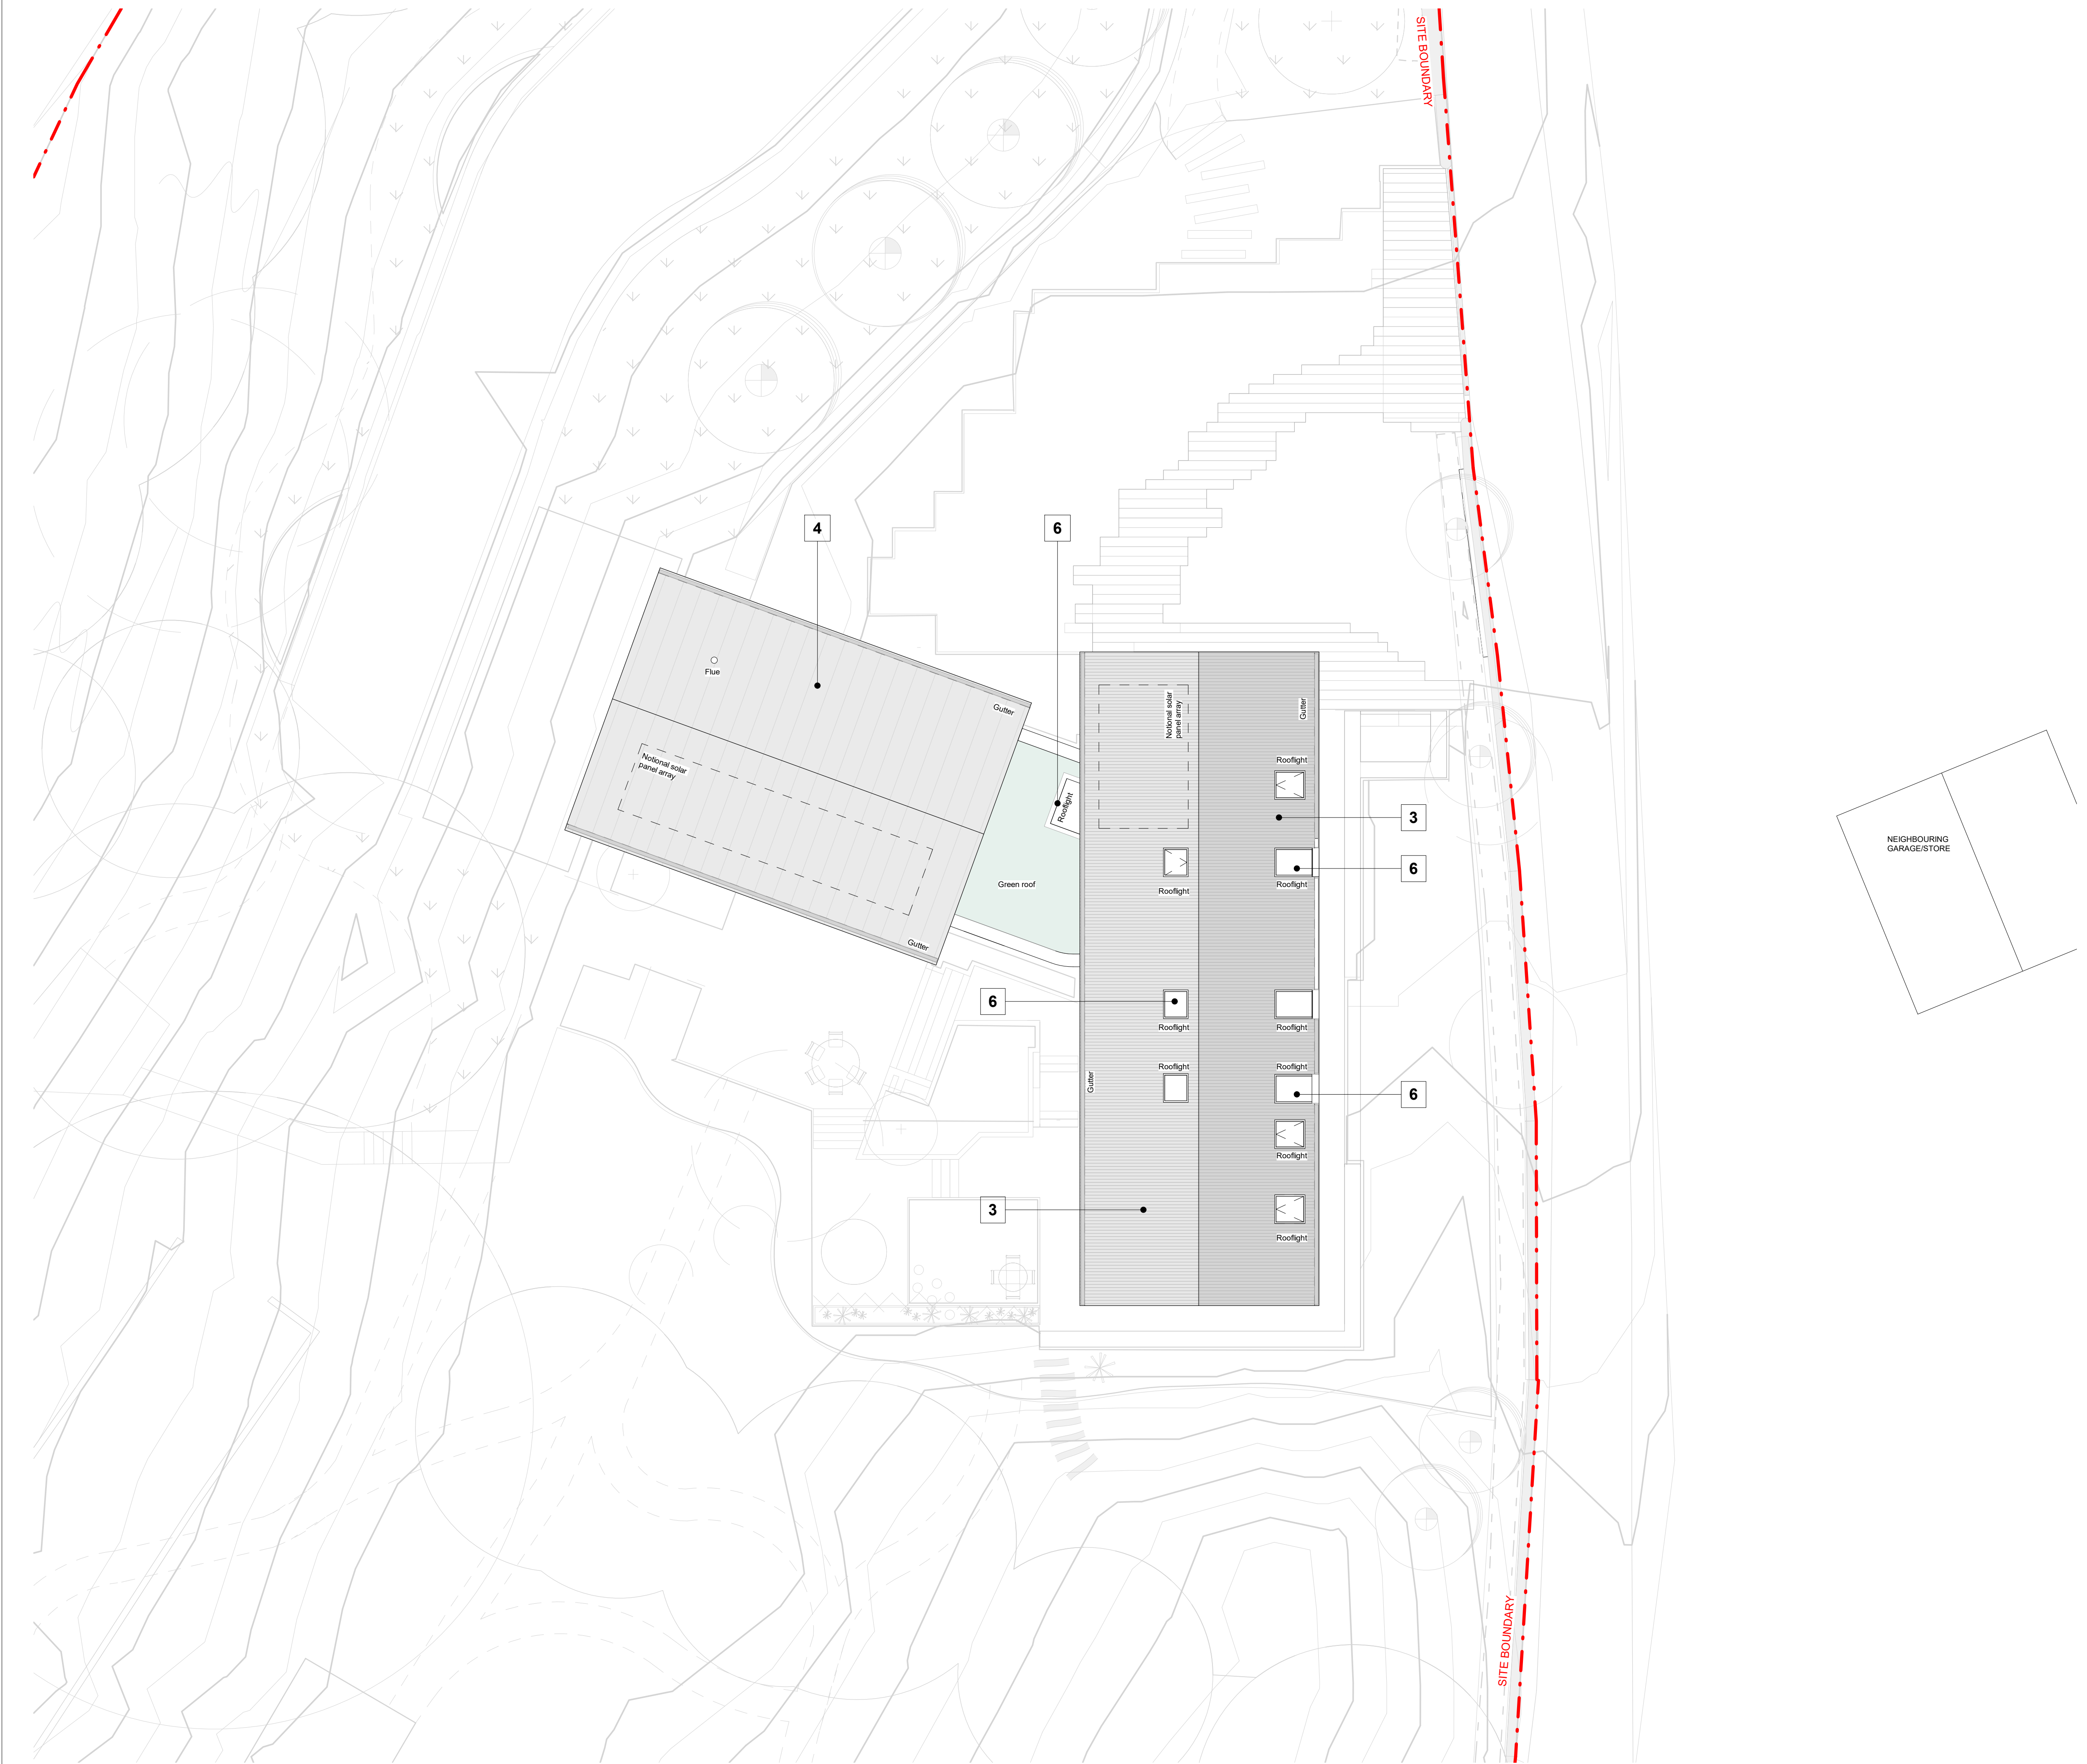 SITE BOUNDARY
4
6
Flue
Gutter
Notional solar
panel array
Gutter
Rooflight
Notional solar
panel array
Rooflight
3
NEIGHBOURING
GARAGE/STORE
6
Green roof
Rooflight
Rooflight
Gutter
6
Rooflight
Rooflight
Rooflight
Rooflight
Gutter
6
Rooflight
3
Rooflight
SITE BOUNDARY